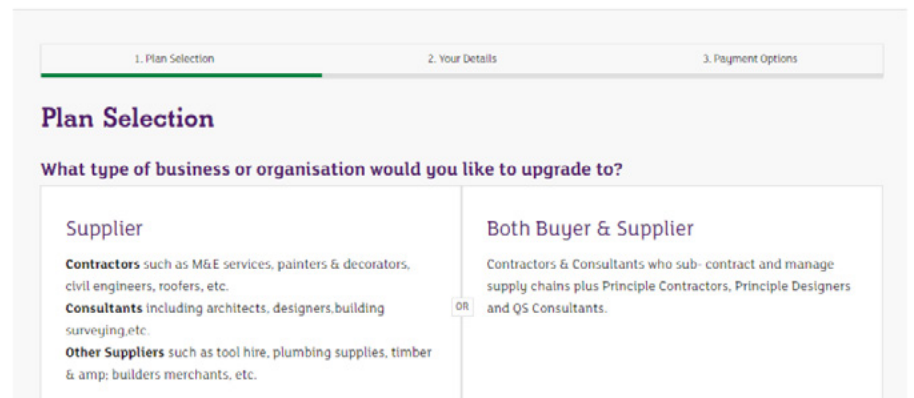 1. Plan Selection
2. Your Details
3. Payment Options
Plan Selection
What type of business or organisation would you like to upgrade to?
Supplier
Contractors such as M&E services, painters & decorators,
civil engineers, roofers, etc.
Consultants including architects, designers,building
surveying,etc.
Other Suppliers such as tool hire, plumbing supplies, timber
& amp; builders merchants, etc.
OR
Both Buyer & Supplier
Contractors & Consultants who sub- contract and manage
supply chains plus Principle Contractors, Principle Designers
and QS Consultants.